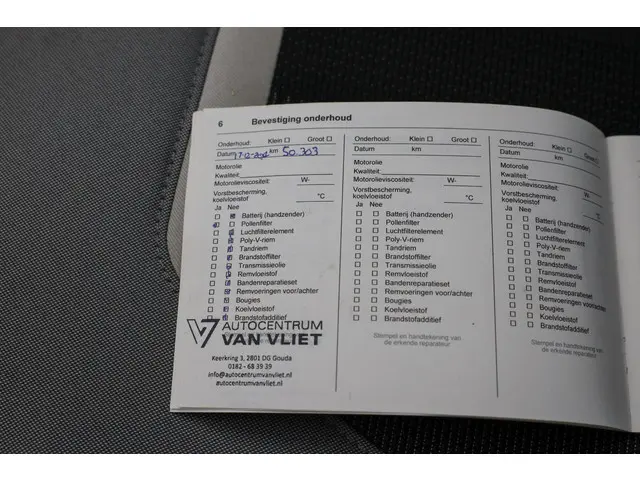 6 Bevestiging onderhoud
Onderhoud: Klein Groot
Datum km 50.303
Motorolie
Kwaliteit:
Motorolieviscositeit: W-
Vorstbescherming,
koelvloeistof °C
Ja Nee
Batterij (handzender)
Pollenfilter
Luchtfilterelement
Poly-V-riem
Tandriem
Brandstoffilter
Transmissieolie
Remvloeistof
Bandenreparatieset
Remvoeringen voor/achter
Bougies
Koelvloeistof
Brandstofadditief
AUTOCENTRUM
VAN VLIET
Keerkring 3, 2801 DG Gouda
0182 - 68 39 39
info@autocentrumvanvliet.nl
autocentrumvanvliet.nl
Onderhoud: Klein Groot
Datum km
Motorolie
Kwaliteit:
Motorolieviscositeit: W-
Vorstbescherming,
koelvloeistof °C
Ja Nee
Batterij (handzender)
Pollenfilter
Luchtfilterelement
Poly-V-riem
Tandriem
Brandstoffilter
Transmissieolie
Remvloeistof
Bandenreparatieset
Remvoeringen voor/achter
Bougies
Koelvloeistof
Brandstofadditief
Stempel en handtekening van
de erkende reparateur
Onderhoud: Klein Groot
Datum km
Motorolie
Kwaliteit:
Motorolieviscositeit: W-
Vorstbescherming,
koelvloeistof °C
Ja Nee
Batterij (handzender)
Pollenfilter
Luchtfilterelement
Poly-V-riem
Tandriem
Brandstoffilter
Transmissieolie
Remvloeistof
Bandenreparatieset
Remvoeringen voor/achter
Bougies
Koelvloeistof
Brandstofadditief
Stempel en handtekening van
de erkende reparateur